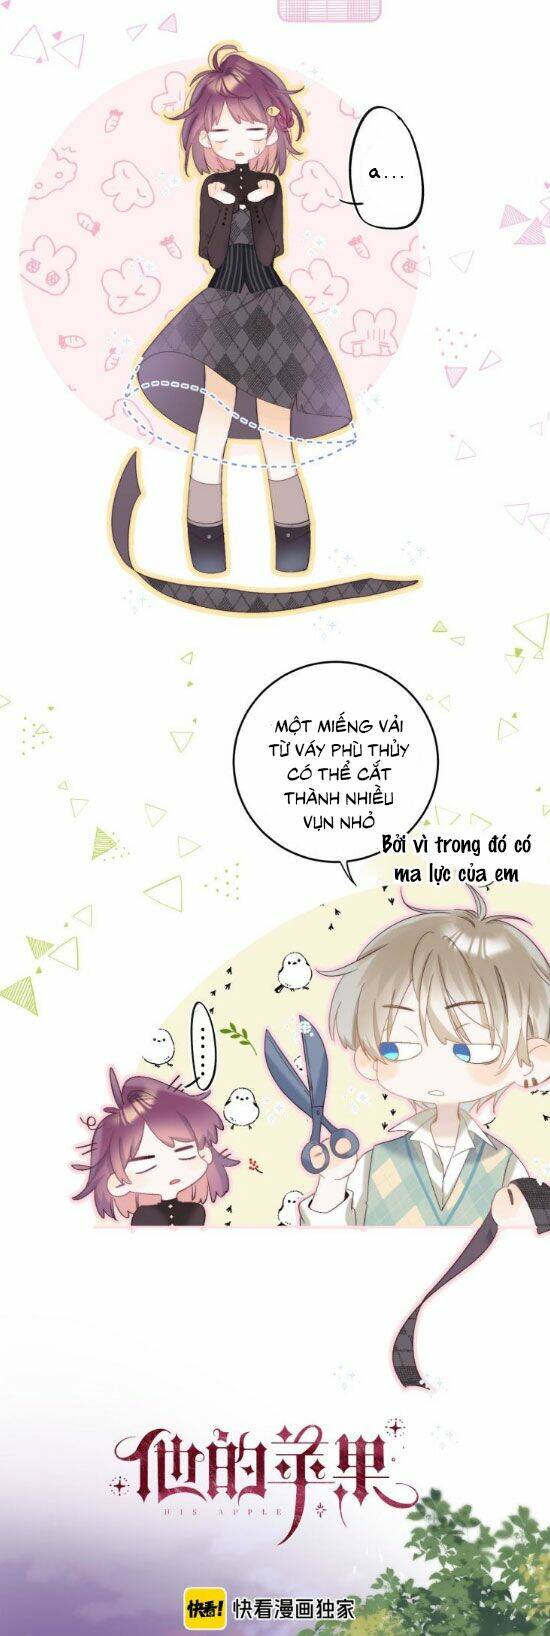 a...
MỘT MIẾNG VẢI
TỪ VÁY PHÙ THỦY
CÓ THỂ CẮT
THÀNH NHIỀU
VỤN NHỎ
Bởi vì trong đó có
ma lực của em
......
他的苹果
HIS APPLE
快看! 快看漫画独家